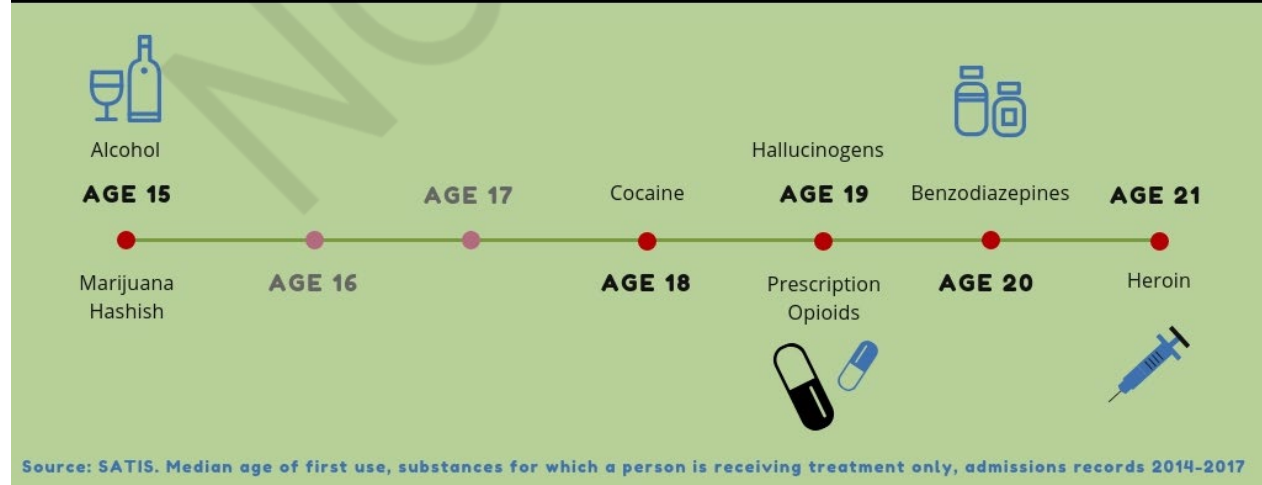 Alcohol
AGE 15
Marijuana
Hashish
AGE 16
AGE 17
Cocaine
AGE 18
Hallucinogens
AGE 19
Prescription
Opioids
Benzodiazepines
AGE 20
AGE 21
Heroin
Source: SATIS. Median age of first use, substances for which a person is receiving treatment only, admissions records 2014-2017